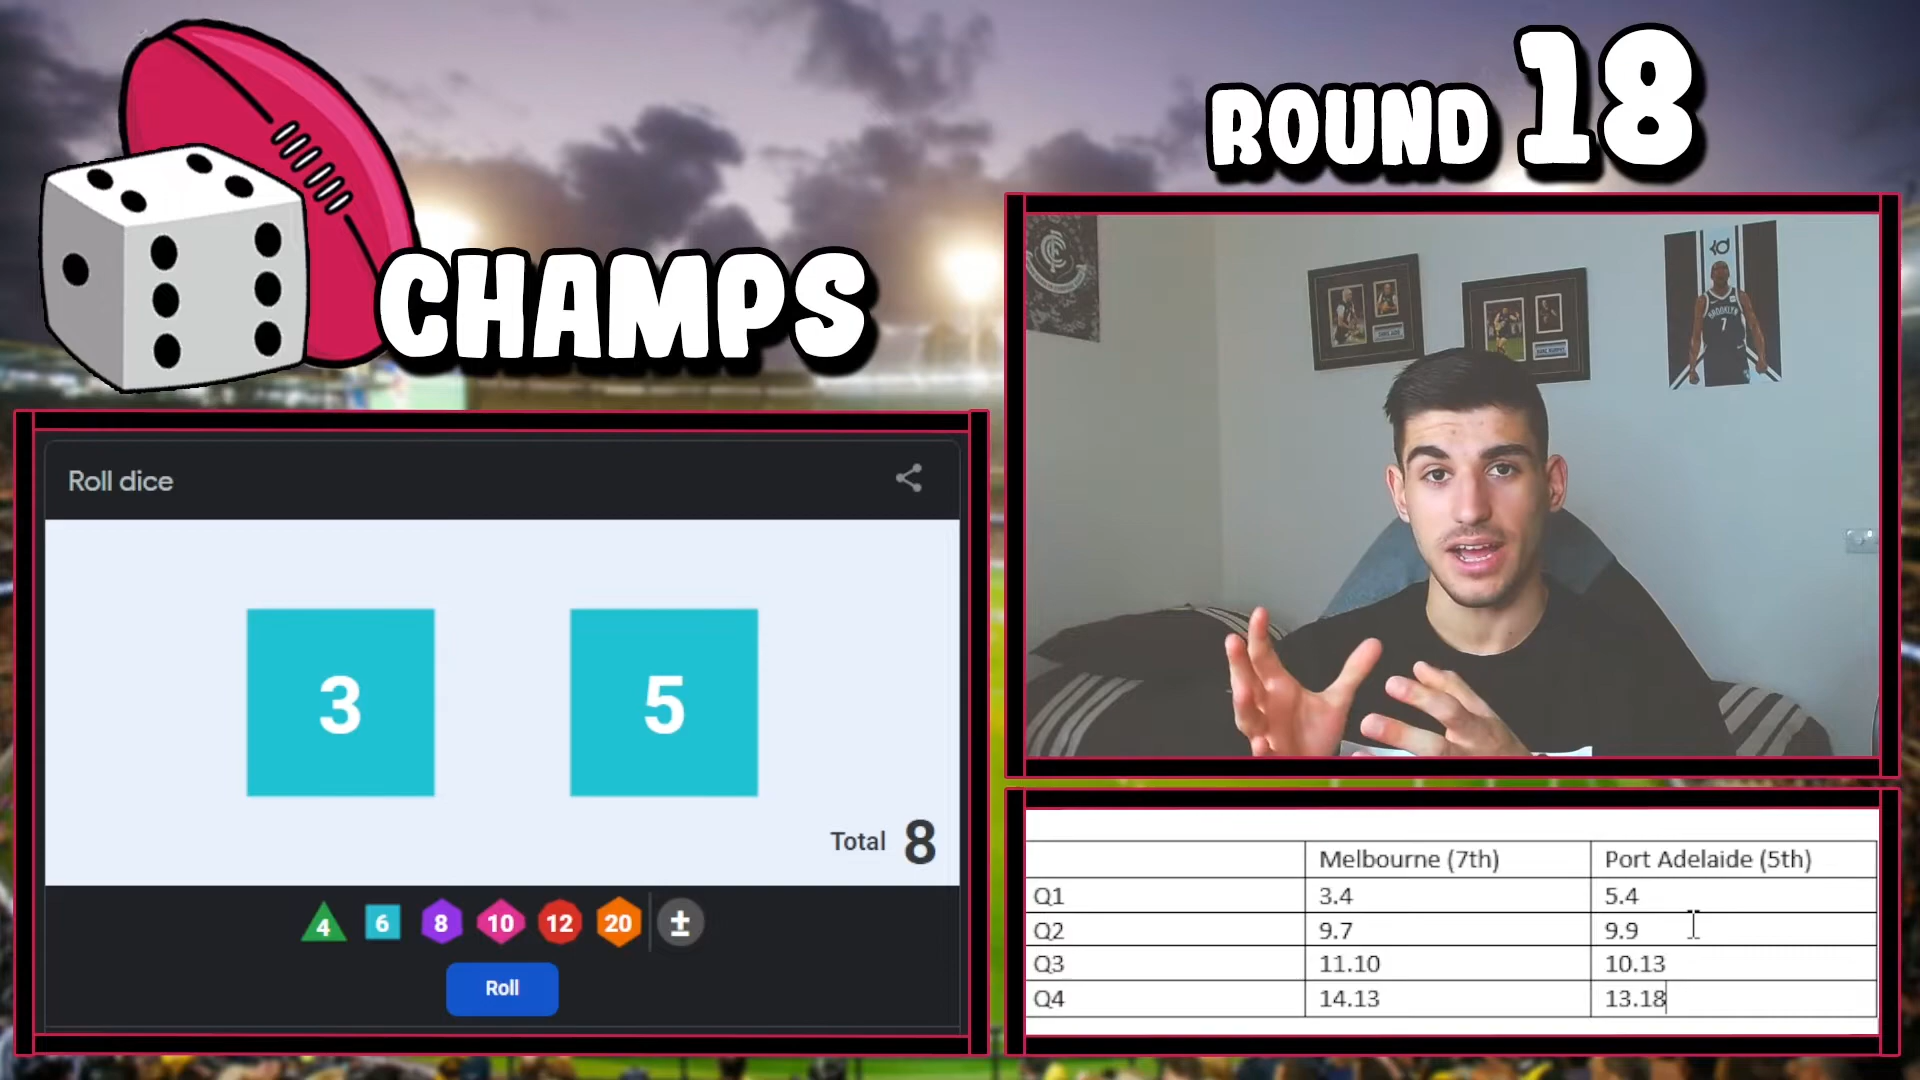 CHAMPS
ROUND 18
BROOKLYN
7
Roll dice
3
5
Total 8
4
6
8
10
12
20
±
Roll
Melbourne (7th)
Port Adelaide (5th)
Q1
3.4
5.4
Q2
9.7
9.9
Q3
11.10
10.13
Q4
14.13
13.18